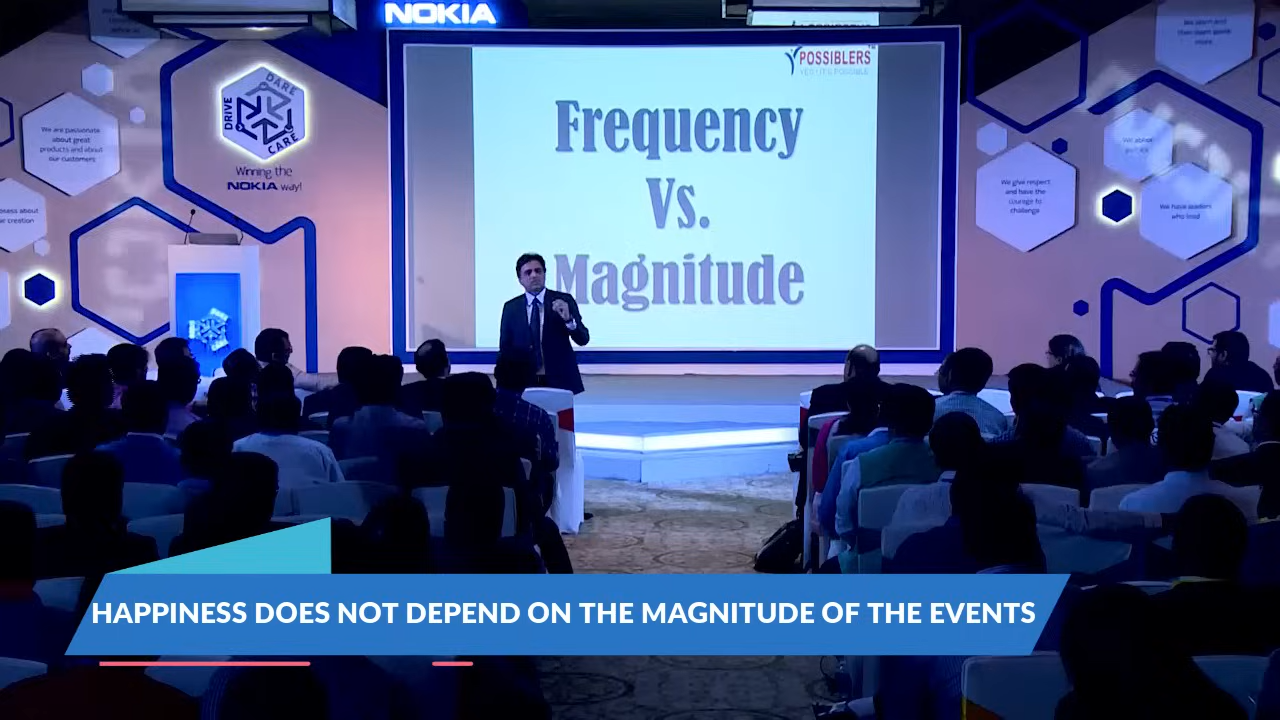 NOKIA
POSSIBLERS
YES! IT'S POSSIBLE
Frequency
Vs.
Magnitude
DRIVE
DARE
CARE
Winning the
NOKIA way!
We are passionate
about great
products and about
our customers
We give respect
and have the
courage to
challenge
We have leaders
who lead
HAPPINESS DOES NOT DEPEND ON THE MAGNITUDE OF THE EVENTS